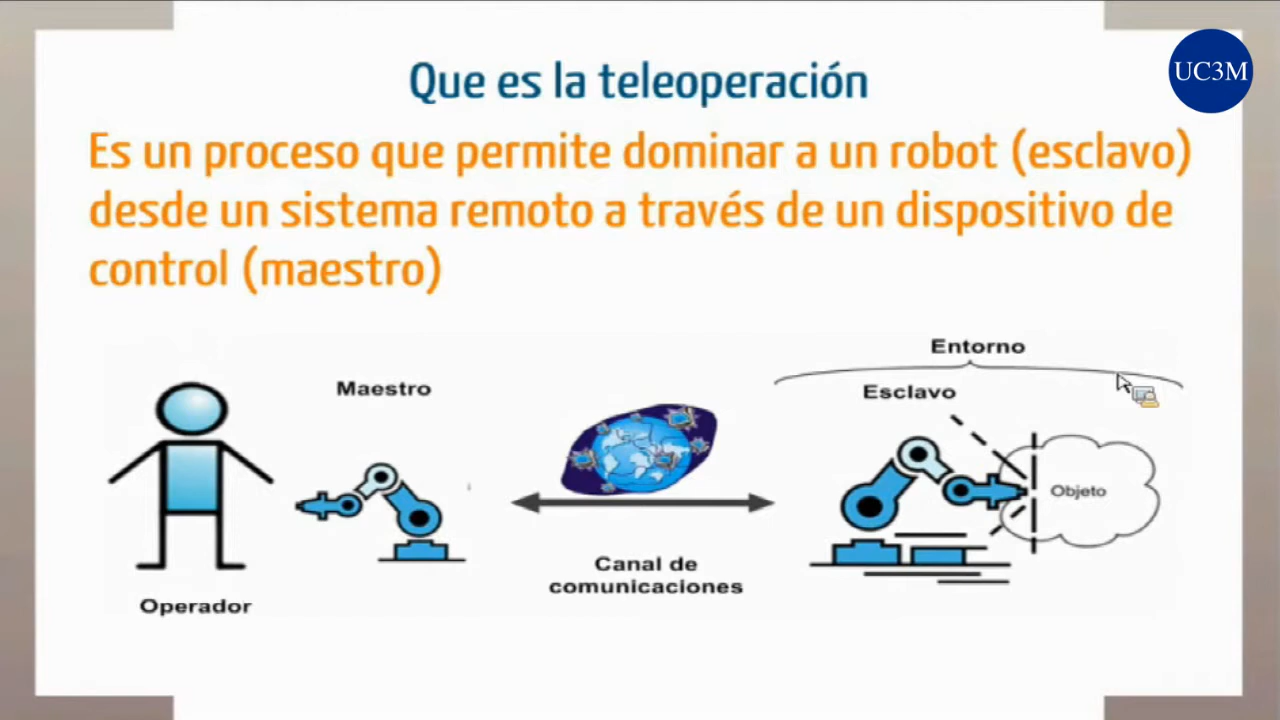 UC3M
Que es la teleoperación
Es un proceso que permite dominar a un robot (esclavo)
desde un sistema remoto a través de un dispositivo de
control (maestro)
Entorno
Maestro
Esclavo
Objeto
Canal de
comunicaciones
Operador